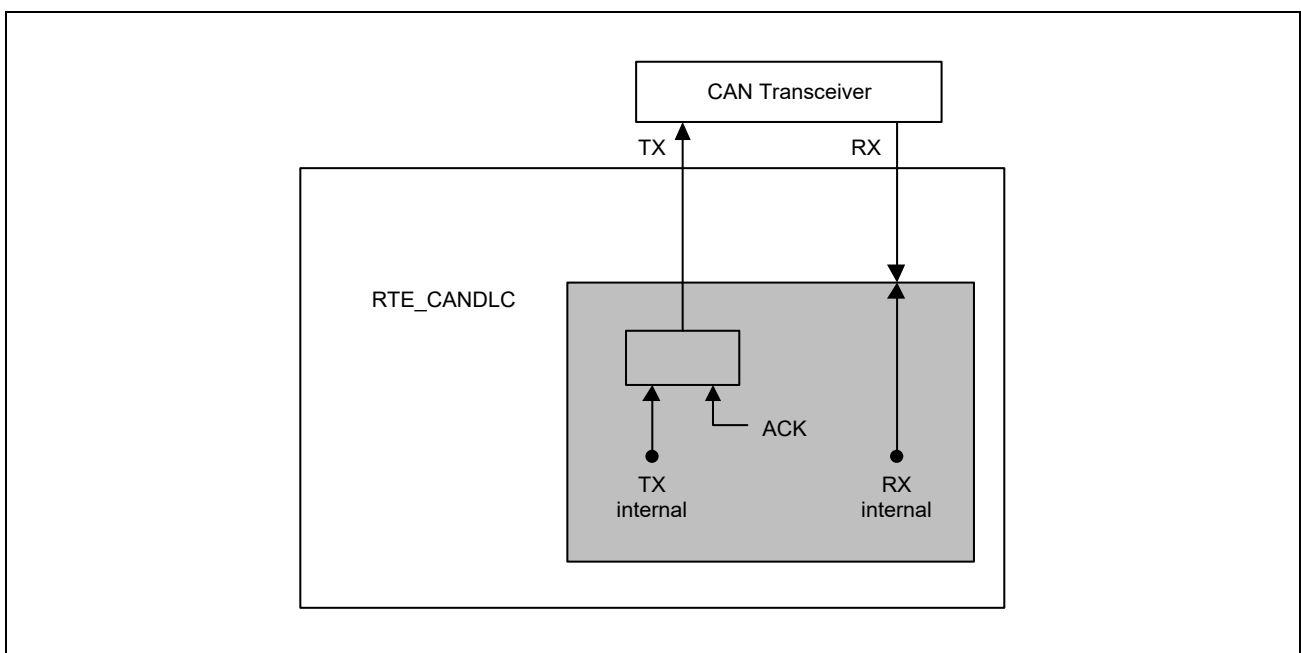 CAN Transceiver
TX
RX
RTE_CANDLC
ACK
TX
internal
RX
internal